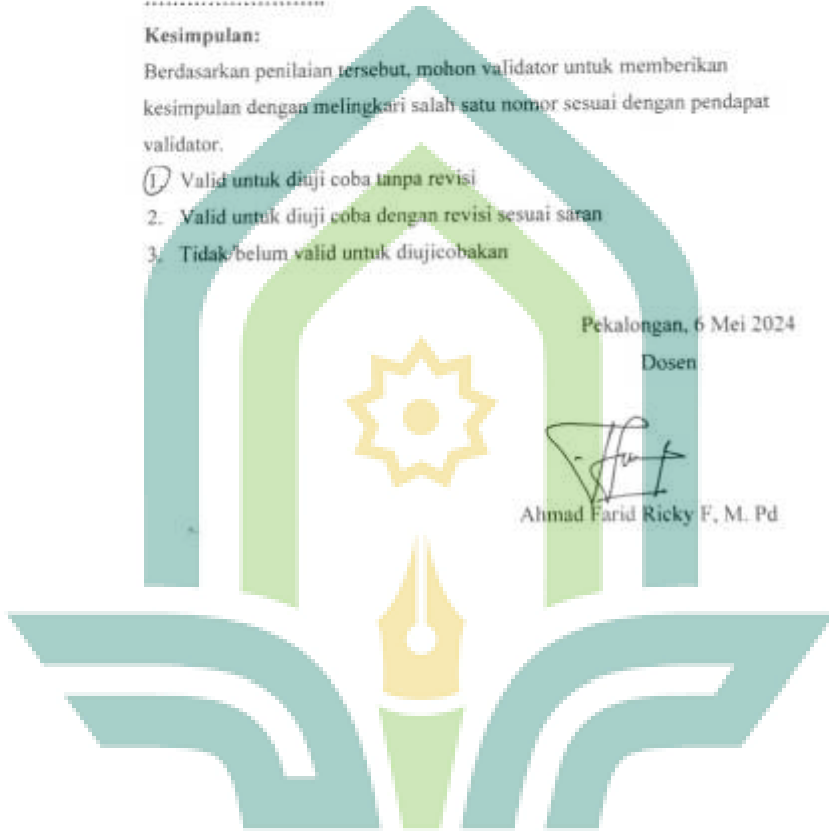 ..............................
Kesimpulan:
Berdasarkan penilaian tersebut, mohon validator untuk memberikan
kesimpulan dengan melingkari salah satu nomor sesuai dengan pendapat
validator.
1. Valid untuk diuji coba tanpa revisi
2. Valid untuk diuji coba dengan revisi sesuai saran
3. Tidak/belum valid untuk diujicobakan
Pekalongan, 6 Mei 2024
Dosen
Ahmad Farid Ricky F, M. Pd